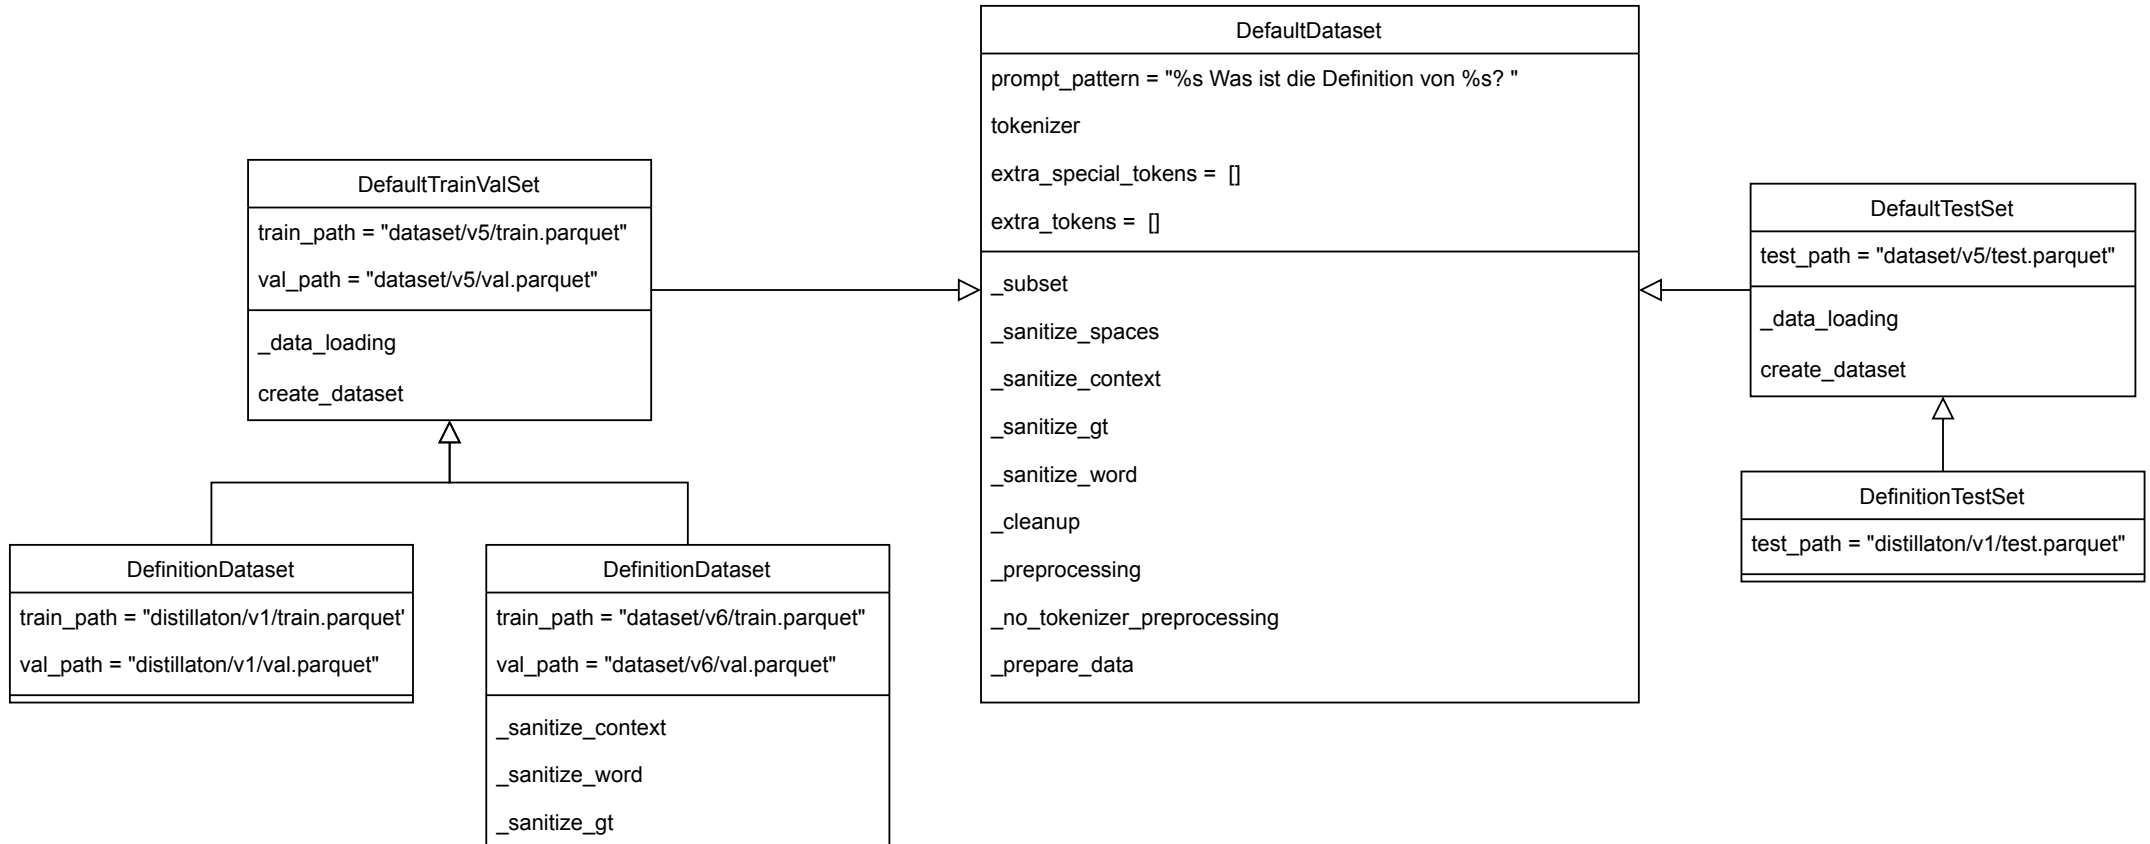 DefaultDataset
prompt_pattern = "%s Was ist die Definition von %s? "
tokenizer
extra_special_tokens =  []
extra_tokens =  []
_subset
_sanitize_spaces
_sanitize_context
_sanitize_gt
_sanitize_word
_cleanup
_preprocessing
_no_tokenizer_preprocessing
_prepare_data
DefaultTrainValSet
train_path = "dataset/v5/train.parquet"
val_path = "dataset/v5/val.parquet"
_data_loading
create_dataset
DefaultTestSet
test_path = "dataset/v5/test.parquet"
_data_loading
create_dataset
DefinitionDataset
train_path = "distillaton/v1/train.parquet'
val_path = "distillaton/v1/val.parquet"
DefinitionDataset
train_path = "dataset/v6/train.parquet"
val_path = "dataset/v6/val.parquet"
_sanitize_context
_sanitize_word
_sanitize_gt
DefinitionTestSet
test_path = "distillaton/v1/test.parquet"